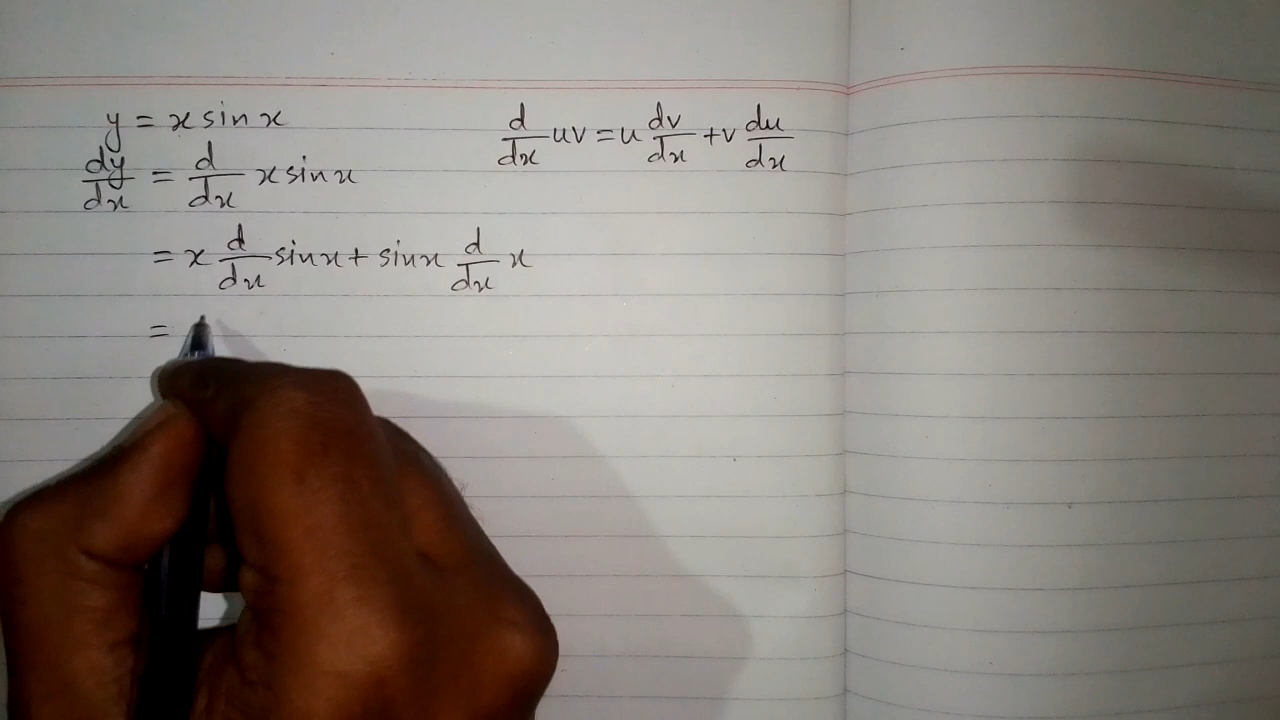 y = x sin x
dy/dx = d/dx x sin x
= x d/dx sin x + sin x d/dx x
=
d/dx uv = u dv/dx + v du/dx